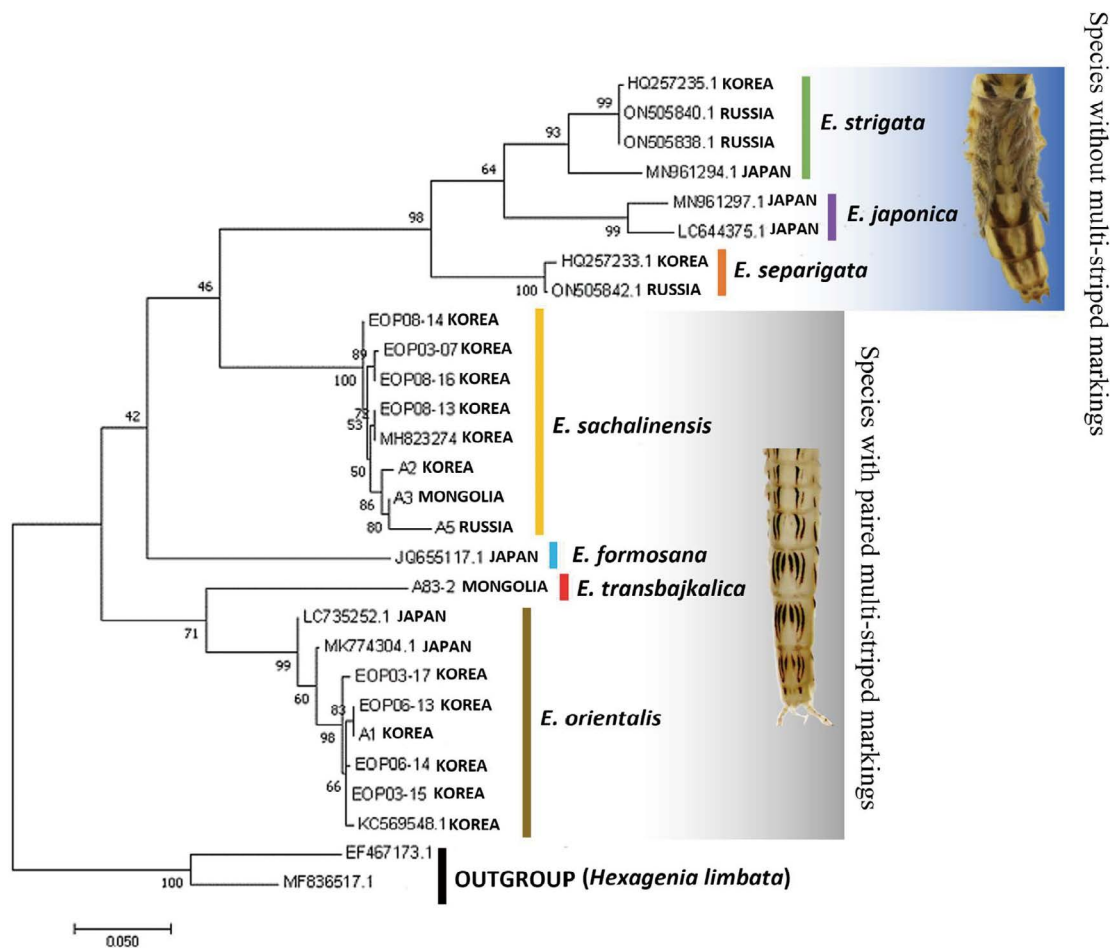 Species without multi-striped markings
HQ257235.1 KOREA
99
ON505840.1 RUSSIA
E. strigata
93
ON505838.1 RUSSIA
64
MN961294.1 JAPAN
MN961297.1 JAPAN
E. japonica
98
99
LC644375.1 JAPAN
HQ257233.1 KOREA
E. separigata
100
ON505842.1 RUSSIA
46
EOP08-14 KOREA
89
EOP03-07 KOREA
100
EOP08-16 KOREA
Species with paired multi-striped markings
42
EOP08-13 KOREA
53
E. sachalinensis
MH823274 KOREA
50
A2 KOREA
86
A3 MONGOLIA
80
A5 RUSSIA
JQ655117.1 JAPAN
E. formosana
A83-2 MONGOLIA
E. transbajkalica
71
LC735252.1 JAPAN
MK774304.1 JAPAN
99
EOP03-17 KOREA
60
83
EOP06-13 KOREA
E. orientalis
98
A1 KOREA
EOP06-14 KOREA
66
EOP03-15 KOREA
KC569548.1 KOREA
EF467173.1
OUTGROUP (Hexagenia limbata)
100
MF836517.1
0.050